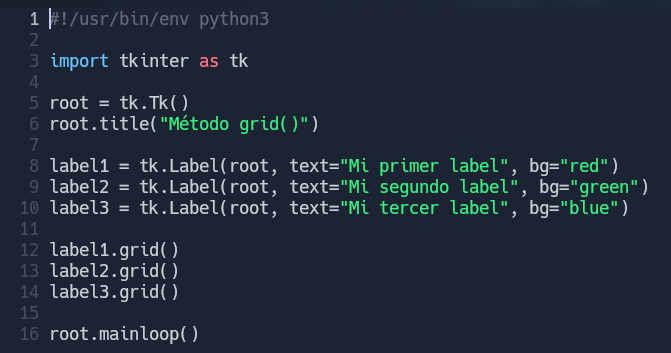 1 #!/usr/bin/env python3
2
3 import tkinter as tk
4
5 root = tk.Tk()
6 root.title("Método grid()")
7
8 label1 = tk.Label(root, text="Mi primer label", bg="red")
9 label2 = tk.Label(root, text="Mi segundo label", bg="green")
10 label3 = tk.Label(root, text="Mi tercer label", bg="blue")
11
12 label1.grid()
13 label2.grid()
14 label3.grid()
15
16 root.mainloop()